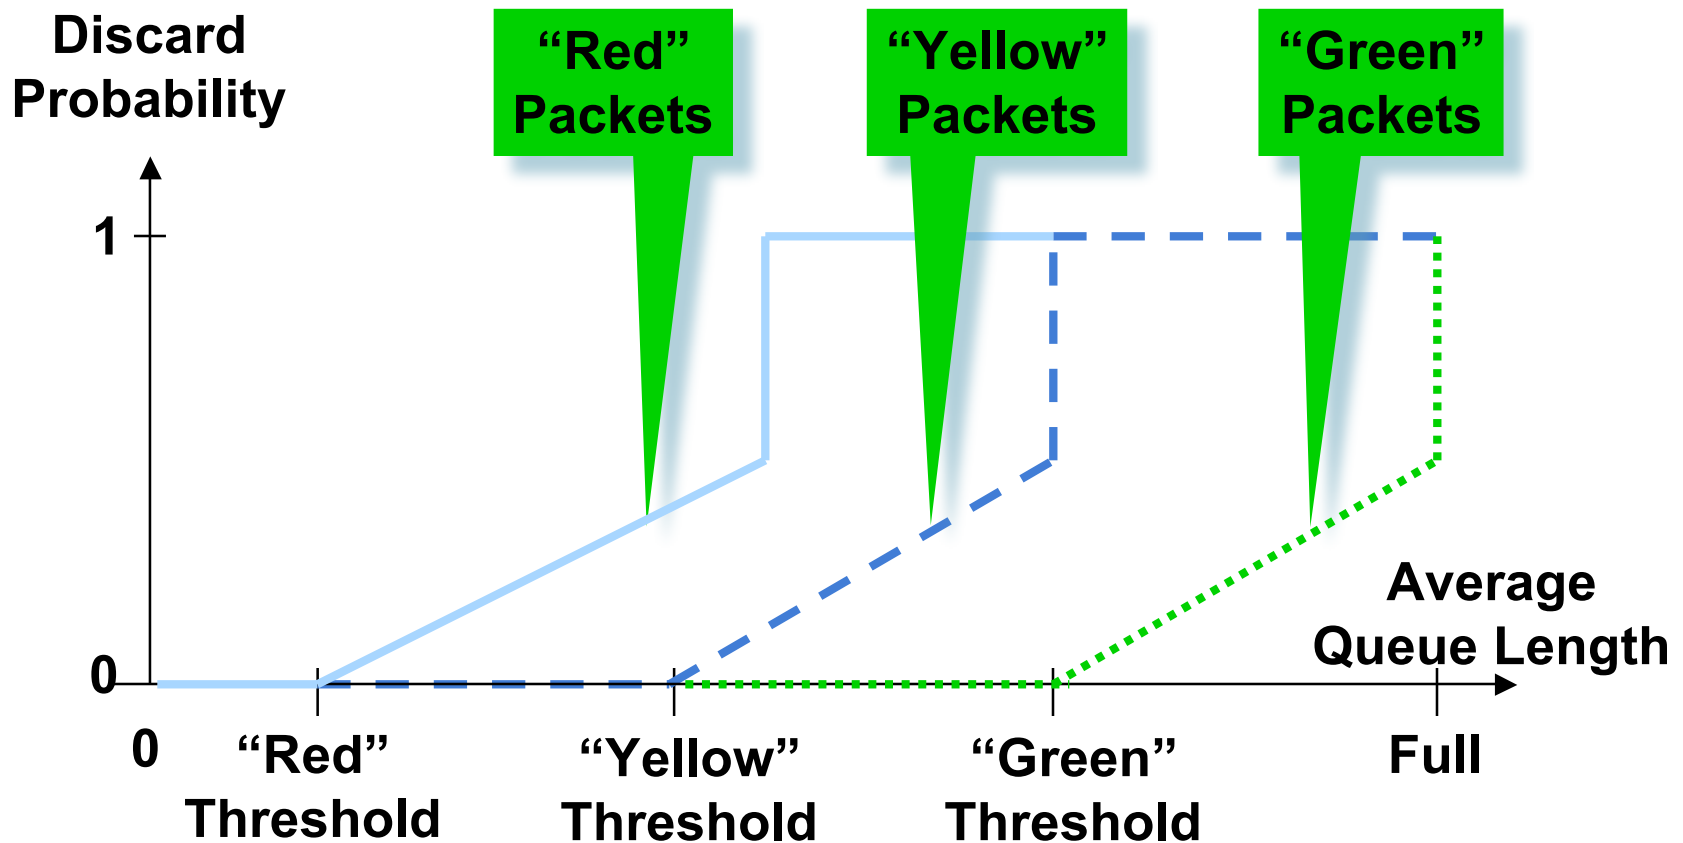 Discard
Probability
“Red”
Packets
“Yellow”
Packets
“Green”
Packets
1
Average
Queue Length
0
0
“Red”
Threshold
“Yellow”
Threshold
“Green”
Threshold
Full